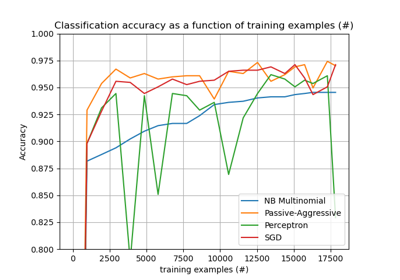 Classification accuracy as a function of training examples (#)
1.000
0.975
0.950
0.925
0.900
0.875
0.850
0.825
0.800
Accuracy
0 2500 5000 7500 10000 12500 15000 17500
training examples (#)
NB Multinomial
Passive-Aggressive
Perceptron
SGD